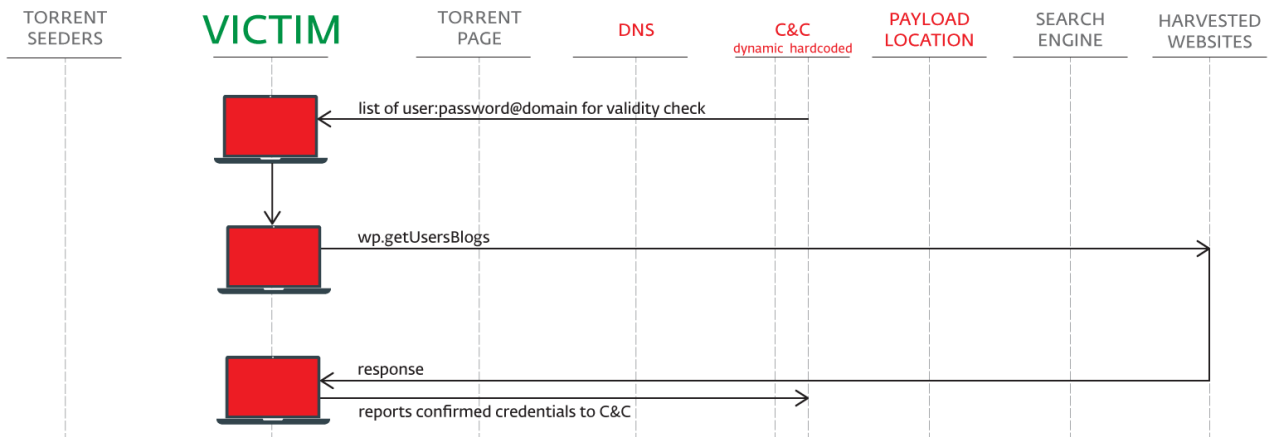 TORRENT
SEEDERS
VICTIM
TORRENT
PAGE
DNS
C&C
dynamic hardcoded
PAYLOAD
LOCATION
SEARCH
ENGINE
HARVESTED
WEBSITES
list of user:password@domain for validity check
wp.getUsersBlogs
response
reports confirmed credentials to C&C